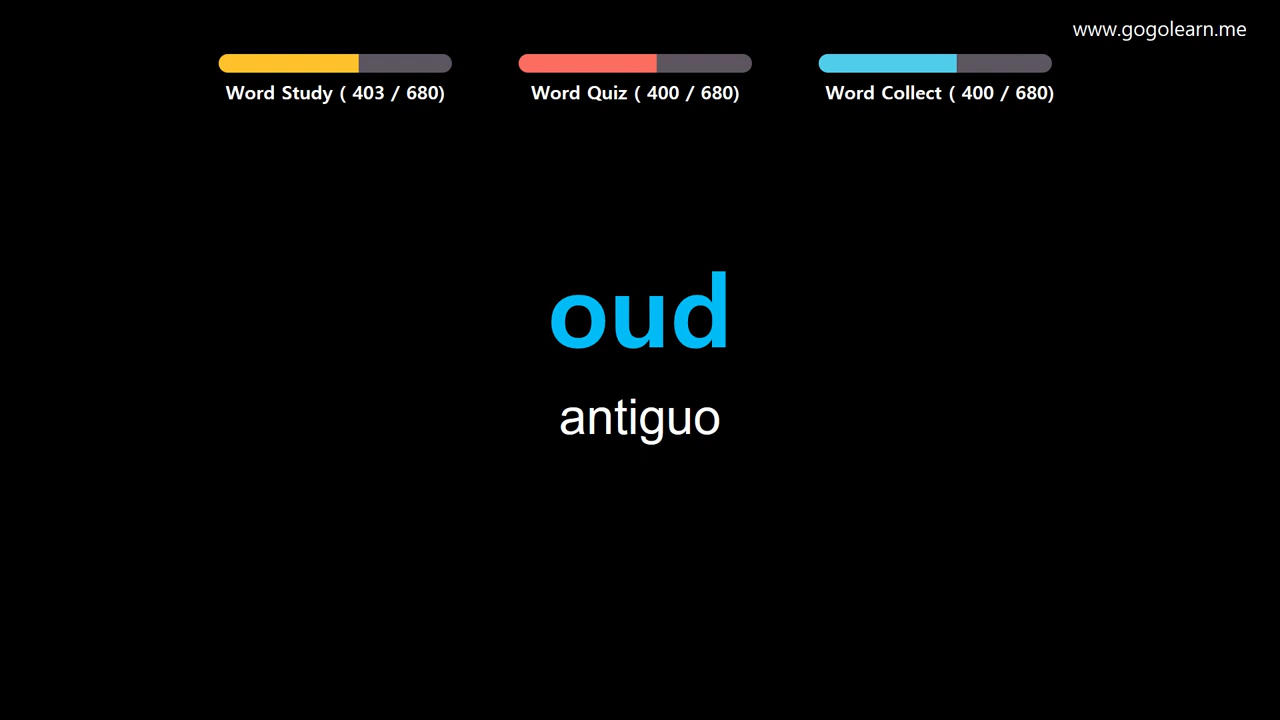 www.gogolearn.me
Word Study ( 403 / 680)
Word Quiz ( 400 / 680)
Word Collect ( 400 / 680)
oud
antiguo